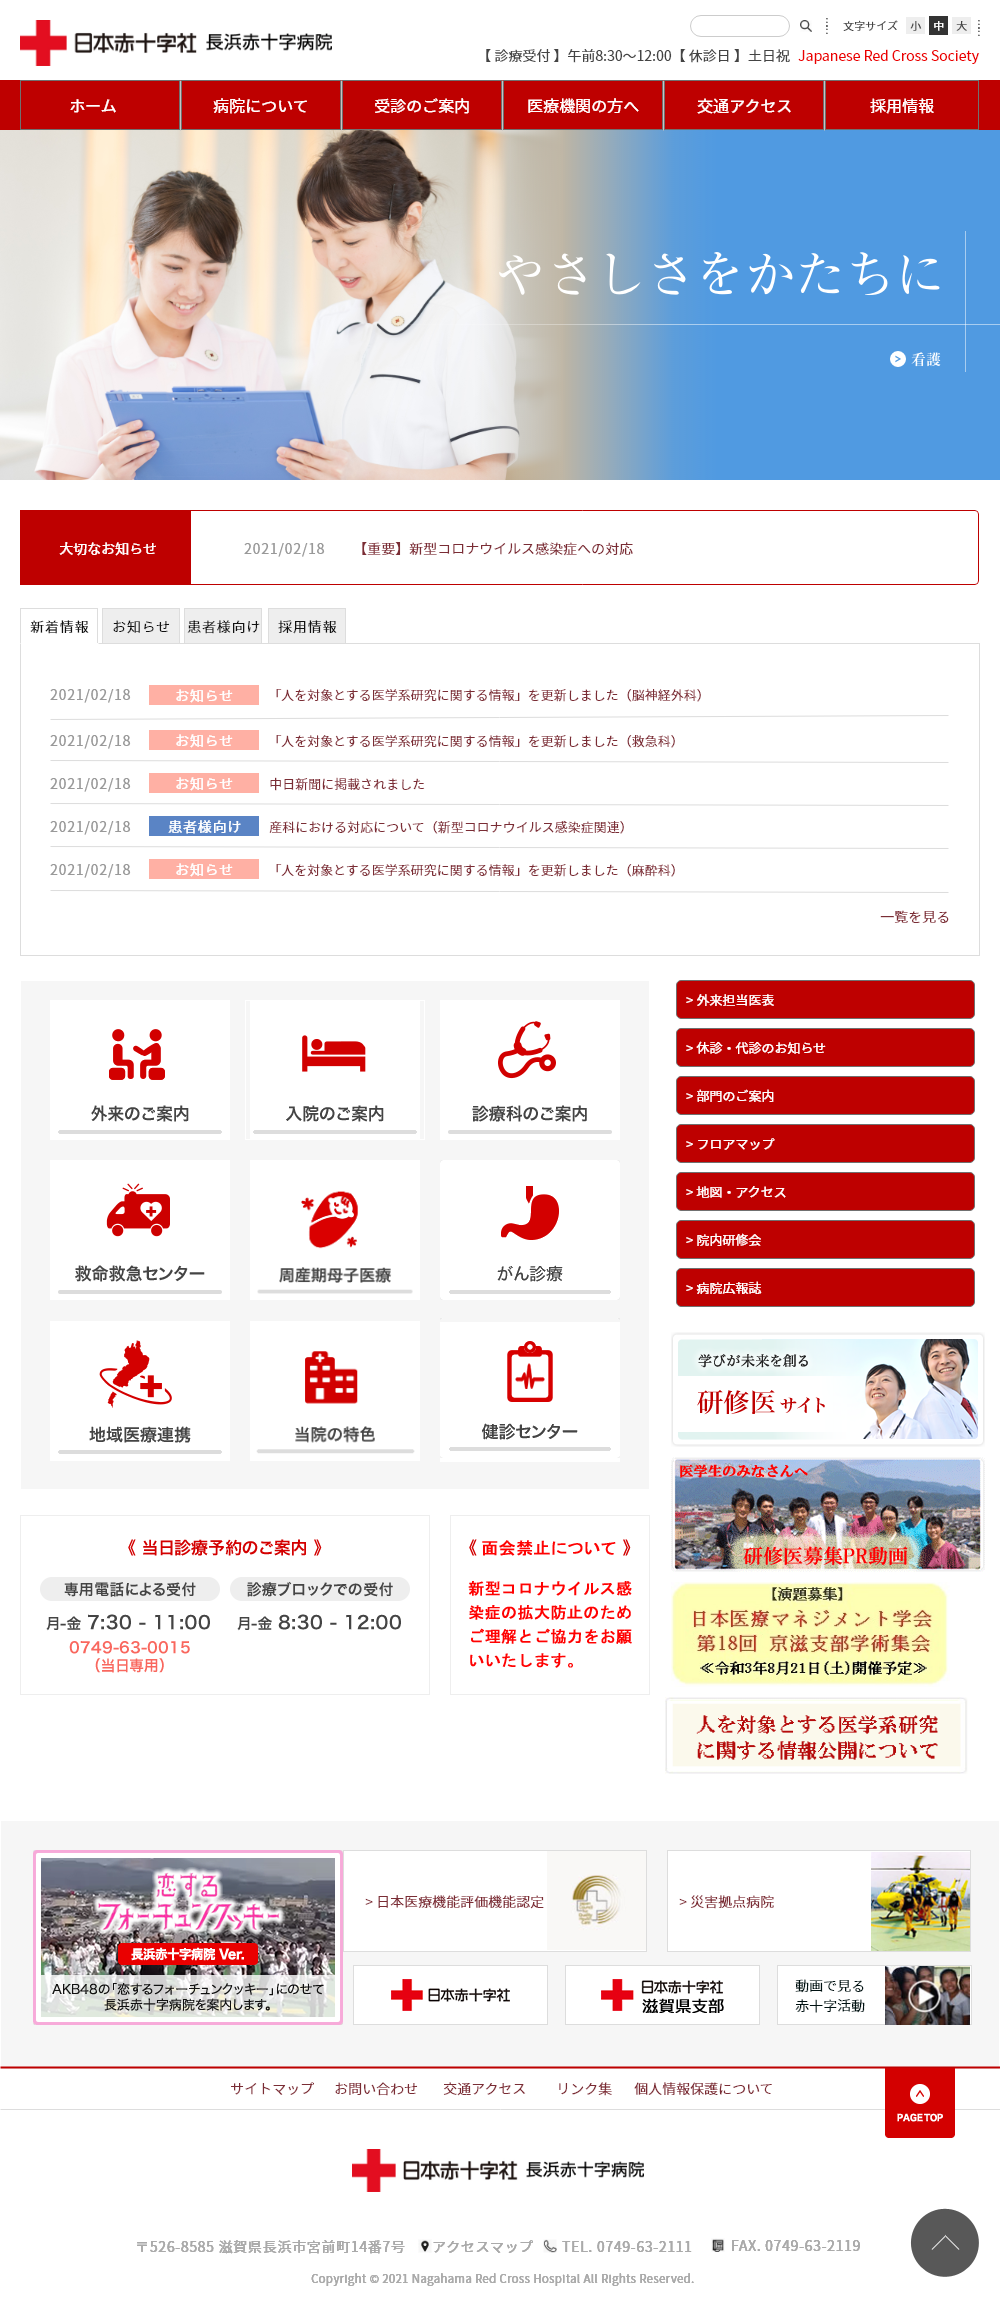 日本赤十字社 長浜赤十字病院
文字サイズ 小 中 大
【 診療受付 】午前8:30～12:00【 休診日 】土日祝 Japanese Red Cross Society
ホーム 病院について 受診のご案内 医療機関の方へ 交通アクセス 採用情報
やさしさをかたちに
看護
大切なお知らせ 2021/02/18 【重要】新型コロナウイルス感染症への対応
新着情報 お知らせ 患者様向け 採用情報
2021/02/18 お知らせ 「人を対象とする医学系研究に関する情報」を更新しました（脳神経外科）
2021/02/18 お知らせ 「人を対象とする医学系研究に関する情報」を更新しました（救急科）
2021/02/18 お知らせ 中日新聞に掲載されました
2021/02/18 患者様向け 産科における対応について（新型コロナウイルス感染症関連）
2021/02/18 お知らせ 「人を対象とする医学系研究に関する情報」を更新しました（麻酔科）
一覧を見る
外来のご案内 入院のご案内 診療科のご案内
救命救急センター 周産期母子医療 がん診療
地域医療連携 当院の特色 健診センター
> 外来担当医表
> 休診・代診のお知らせ
> 部門のご案内
> フロアマップ
> 地図・アクセス
> 院内研修会
> 病院広報誌
学びが未来を創る
研修医サイト
医学生のみなさんへ
研修医募集PR動画
【演題募集】
日本医療マネジメント学会
第18回 京滋支部学術集会
≪令和3年8月21日（土）開催予定≫
人を対象とする医学系研究
に関する情報公開について
《 当日診療予約のご案内 》
専用電話による受付 診療ブロックでの受付
月-金 7:30 - 11:00 月-金 8:30 - 12:00
0749-63-0015
（当日専用）
《 面会禁止について 》
新型コロナウイルス感
染症の拡大防止のため
ご理解とご協力をお願
いいたします。
恋する
フォーチュンクッキー
長浜赤十字病院 Ver.
AKB48の「恋するフォーチュンクッキー」にのせて
長浜赤十字病院を案内します。
> 日本医療機能評価機能認定
> 災害拠点病院
日本赤十字社
日本赤十字社
滋賀県支部
動画で見る
赤十字活動
サイトマップ お問い合わせ 交通アクセス リンク集 個人情報保護について
PAGE TOP
日本赤十字社 長浜赤十字病院
〒526-8585 滋賀県長浜市宮前町14番7号 アクセスマップ TEL. 0749-63-2111 FAX. 0749-63-2119
Copyright © 2021 Nagahama Red Cross Hospital All Rights Reserved.